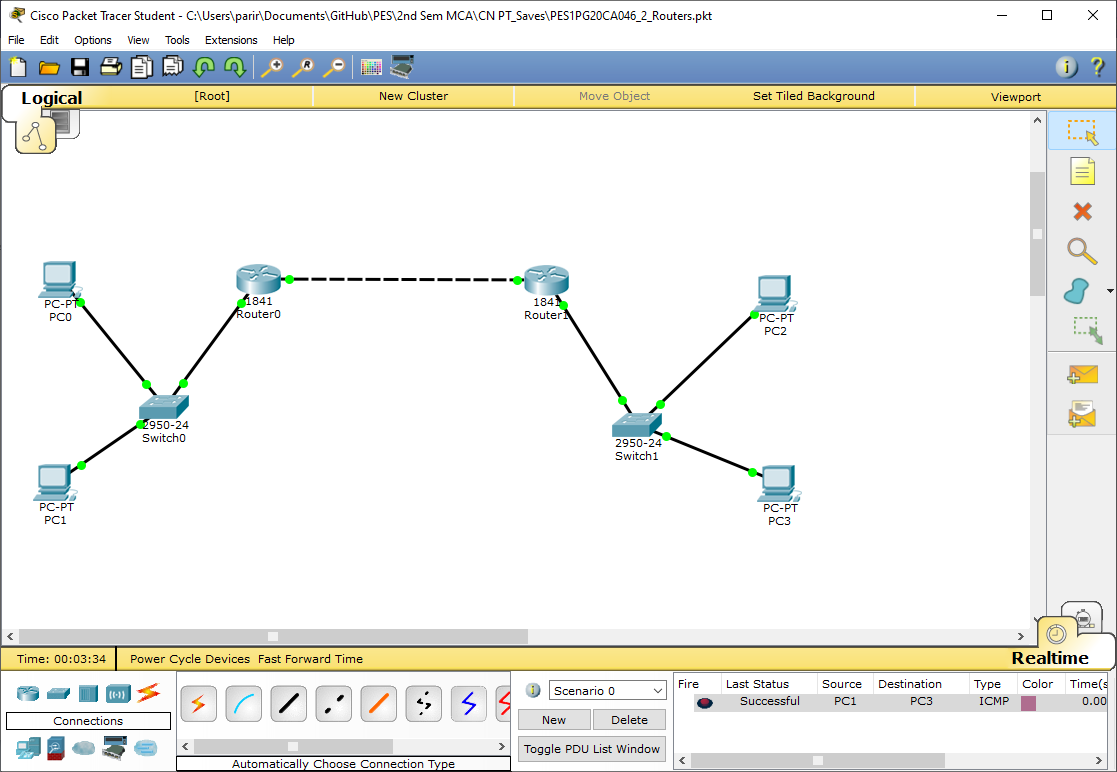 Cisco Packet Tracer Student - C:\Users\parir\Documents\GitHub\PES\2nd Sem MCA\CN PT_Saves\PES1PG20CA046_2_Routers.pkt
File Edit Options View Tools Extensions Help
Logical [Root] New Cluster Move Object Set Tiled Background Viewport
PC-PT
PC0
1841
Router0
1841
Router1
PC-PT
PC2
2950-24
Switch0
2950-24
Switch1
PC-PT
PC1
PC-PT
PC3
Realtime
Time: 00:03:34 Power Cycle Devices Fast Forward Time
Connections
Automatically Choose Connection Type
Scenario 0
New Delete
Toggle PDU List Window
Fire Last Status Source Destination Type Color Time(s
Successful PC1 PC3 ICMP 0.00